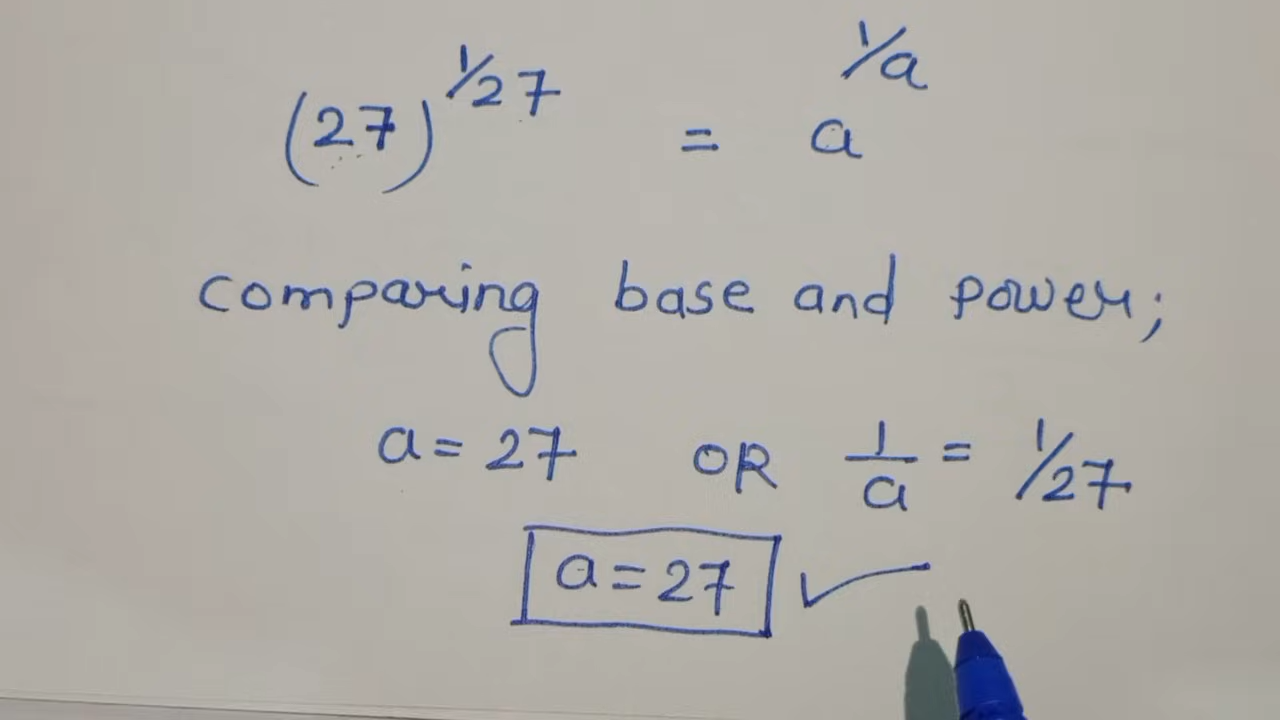 (27)^{1/27} = a^{1/a}
comparing base and power;
a = 27 OR 1/a = 1/27
a = 27 ✓